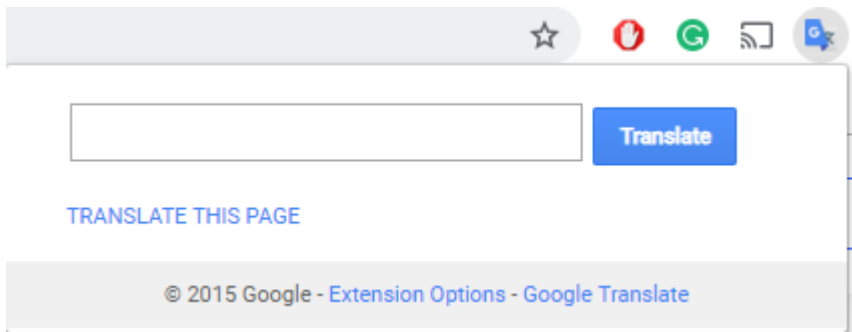 Translate
TRANSLATE THIS PAGE
© 2015 Google - Extension Options - Google Translate